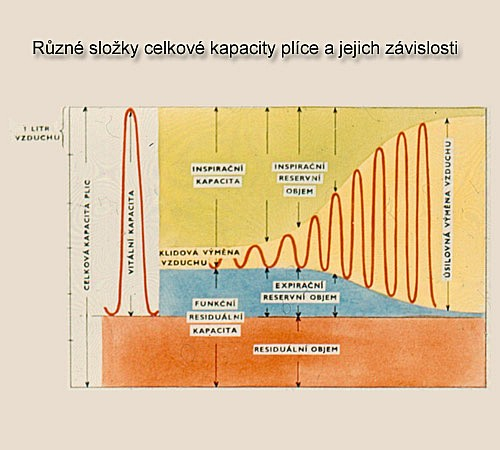 Různé složky celkové kapacity plíce a jejich závislosti
1 LITR
VZDUCHU
CELKOVÁ KAPACITA PLIC
VITÁLNÍ KAPACITA
INSPIRAČNÍ
KAPACITA
INSPIRAČNÍ
RESERVNÍ
OBJEM
KLIDOVÁ VÝMĚNA
VZDUCHU
ÚSILOVNÁ VÝMĚNA VZDUCHU
EXPIRAČNÍ
RESERVNÍ OBJEM
FUNKČNÍ
RESIDUÁLNÍ
KAPACITA
RESIDUÁLNÍ OBJEM